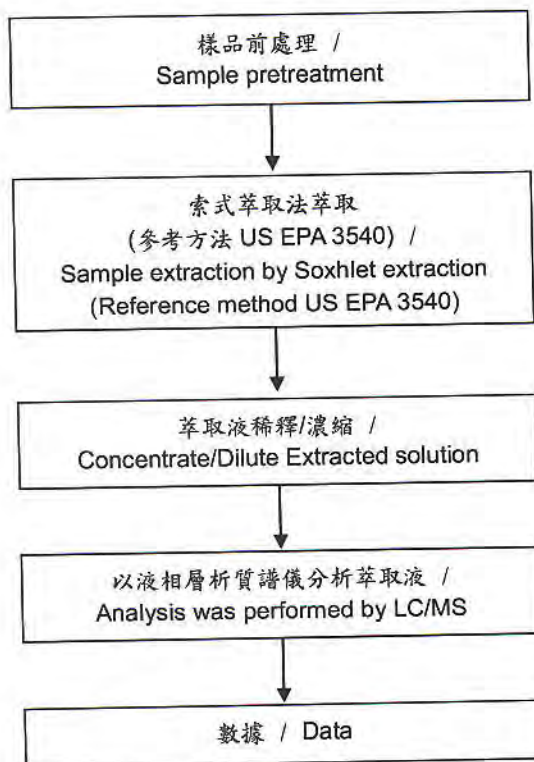 樣品前處理 /
Sample pretreatment
索式萃取法萃取
(參考方法 US EPA 3540) /
Sample extraction by Soxhlet extraction
(Reference method US EPA 3540)
萃取液稀釋/濃縮 /
Concentrate/Dilute Extracted solution
以液相層析質譜儀分析萃取液 /
Analysis was performed by LC/MS
數據 / Data